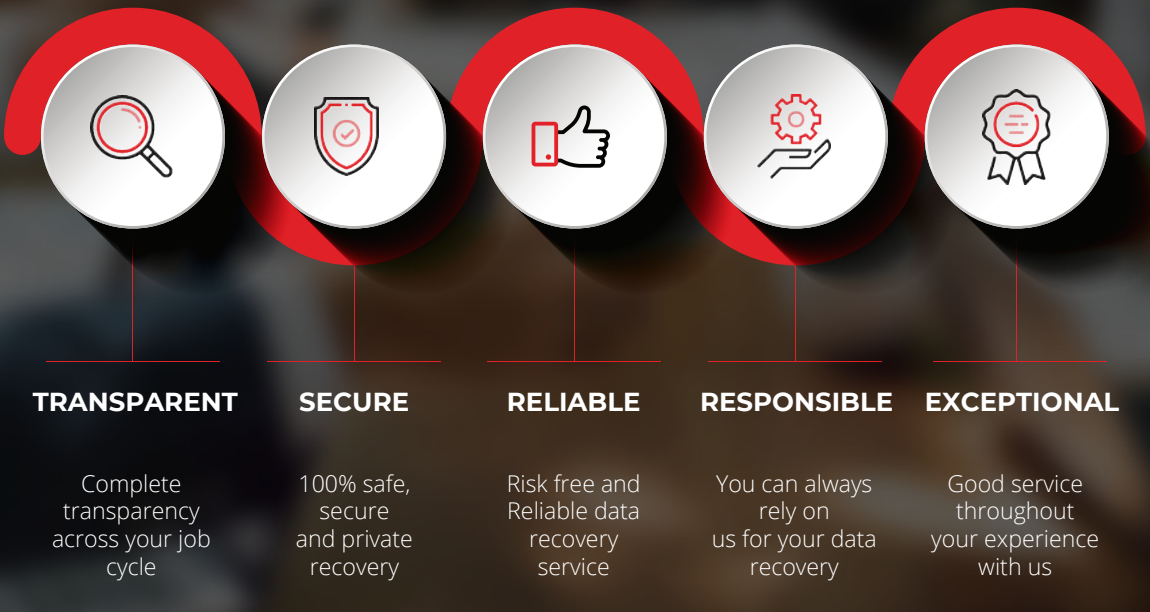 TRANSPARENT
Complete
transparency
across your job
cycle
SECURE
100% safe,
secure
and private
recovery
RELIABLE
Risk free and
Reliable data
recovery
service
RESPONSIBLE
You can always
rely on
us for your data
recovery
EXCEPTIONAL
Good service
throughout
your experience
with us